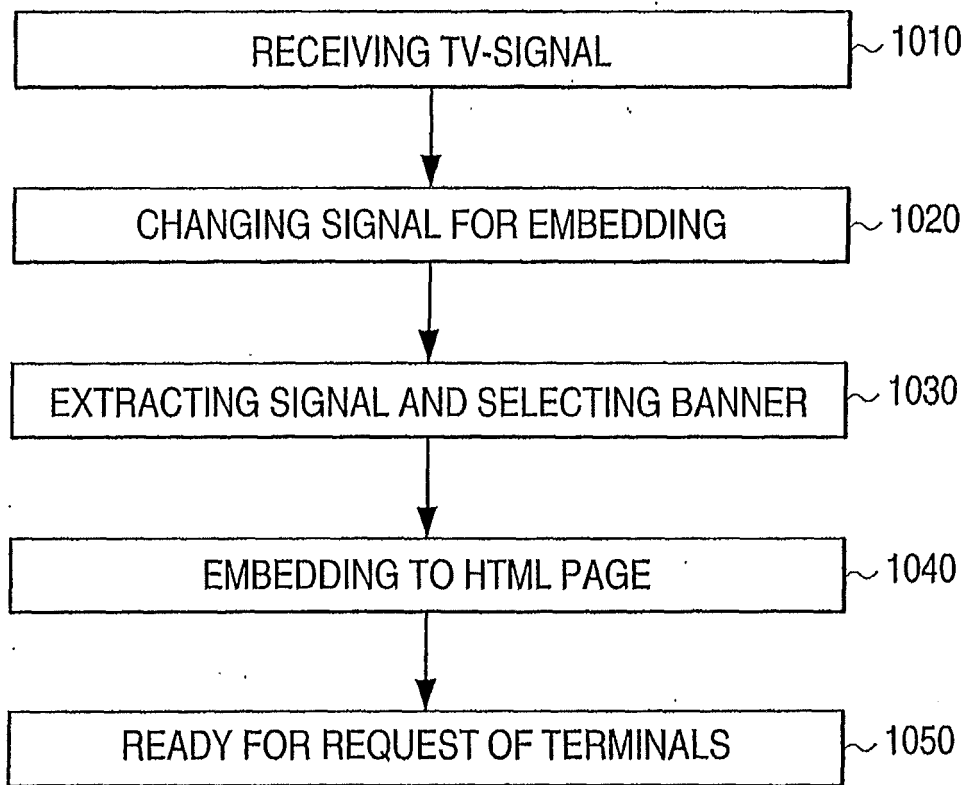 RECEIVING TV-SIGNAL ~ 1010
CHANGING SIGNAL FOR EMBEDDING ~ 1020
EXTRACTING SIGNAL AND SELECTING BANNER ~ 1030
EMBEDDING TO HTML PAGE ~ 1040
READY FOR REQUEST OF TERMINALS ~ 1050